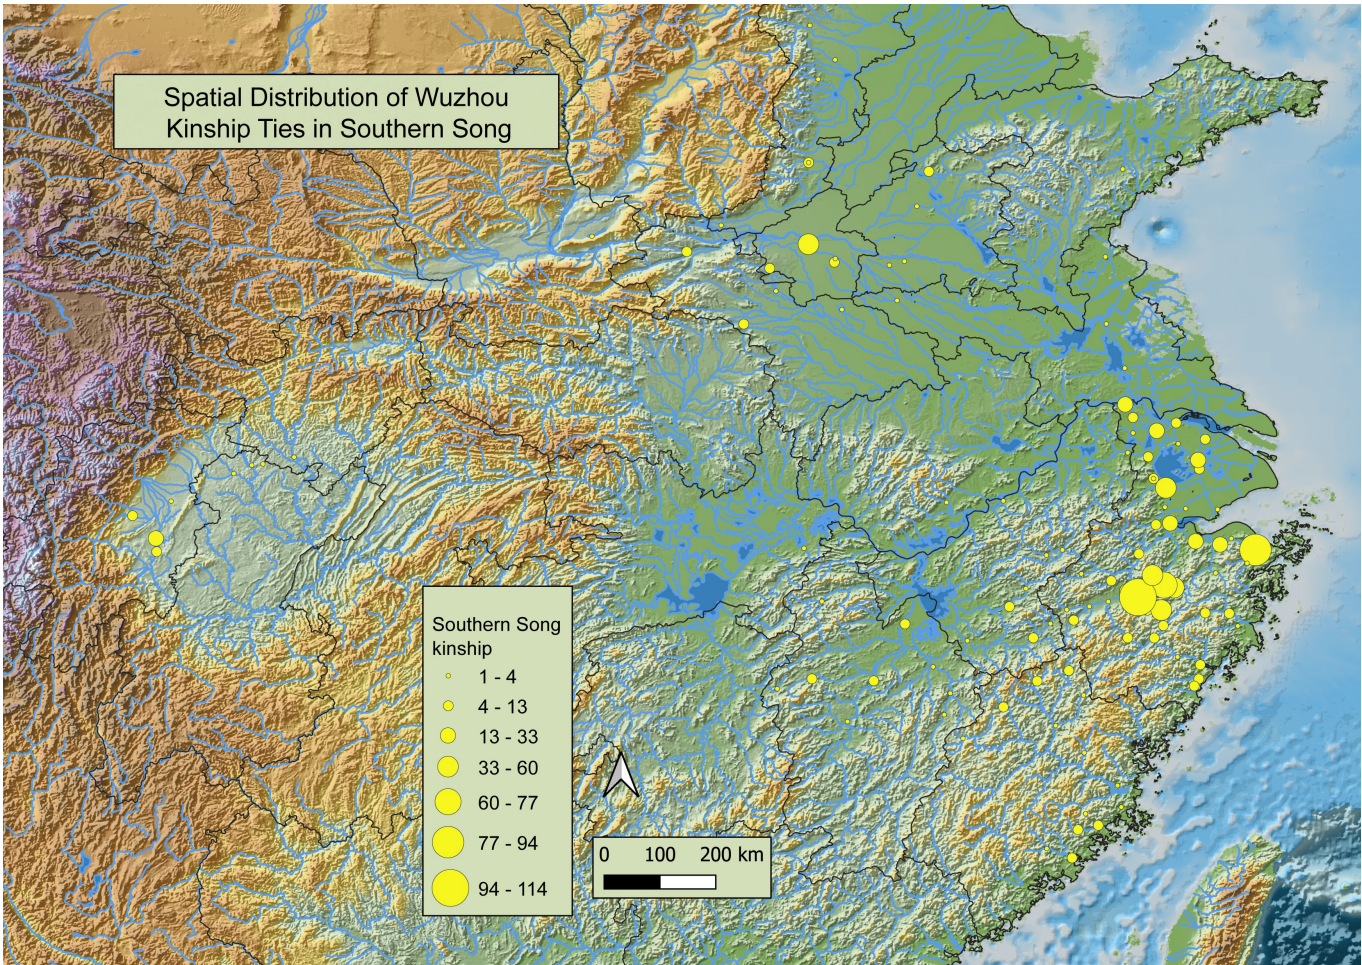 Spatial Distribution of Wuzhou
Kinship Ties in Southern Song
Southern Song
kinship
1 - 4
4 - 13
13 - 33
33 - 60
60 - 77
77 - 94
94 - 114
0 100 200 km